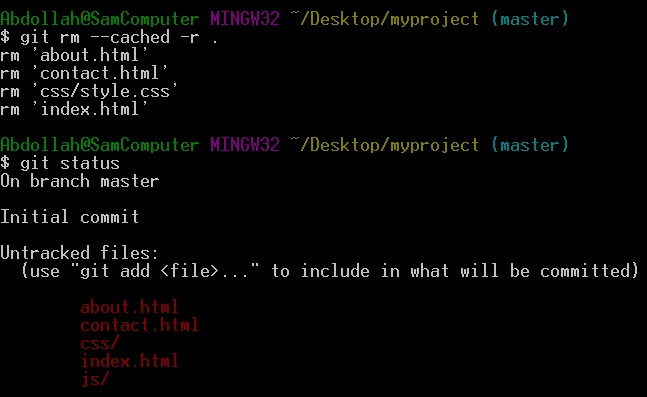 Abdollah@SamComputer MINGW32 ~/Desktop/myproject (master)
$ git rm --cached -r .
rm 'about.html'
rm 'contact.html'
rm 'css/style.css'
rm 'index.html'
Abdollah@SamComputer MINGW32 ~/Desktop/myproject (master)
$ git status
On branch master
Initial commit
Untracked files:
(use "git add <file>..." to include in what will be committed)
about.html
contact.html
css/
index.html
js/